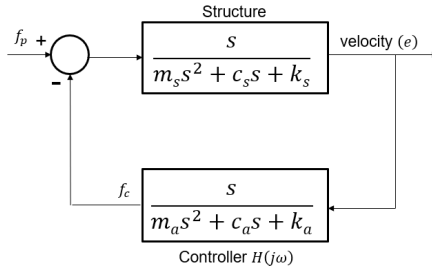 Structure
f_p
+
−
s
m_s s^2 + c_s s + k_s
velocity (e)
f_c
s
m_a s^2 + c_a s + k_a
Controller H(jω)